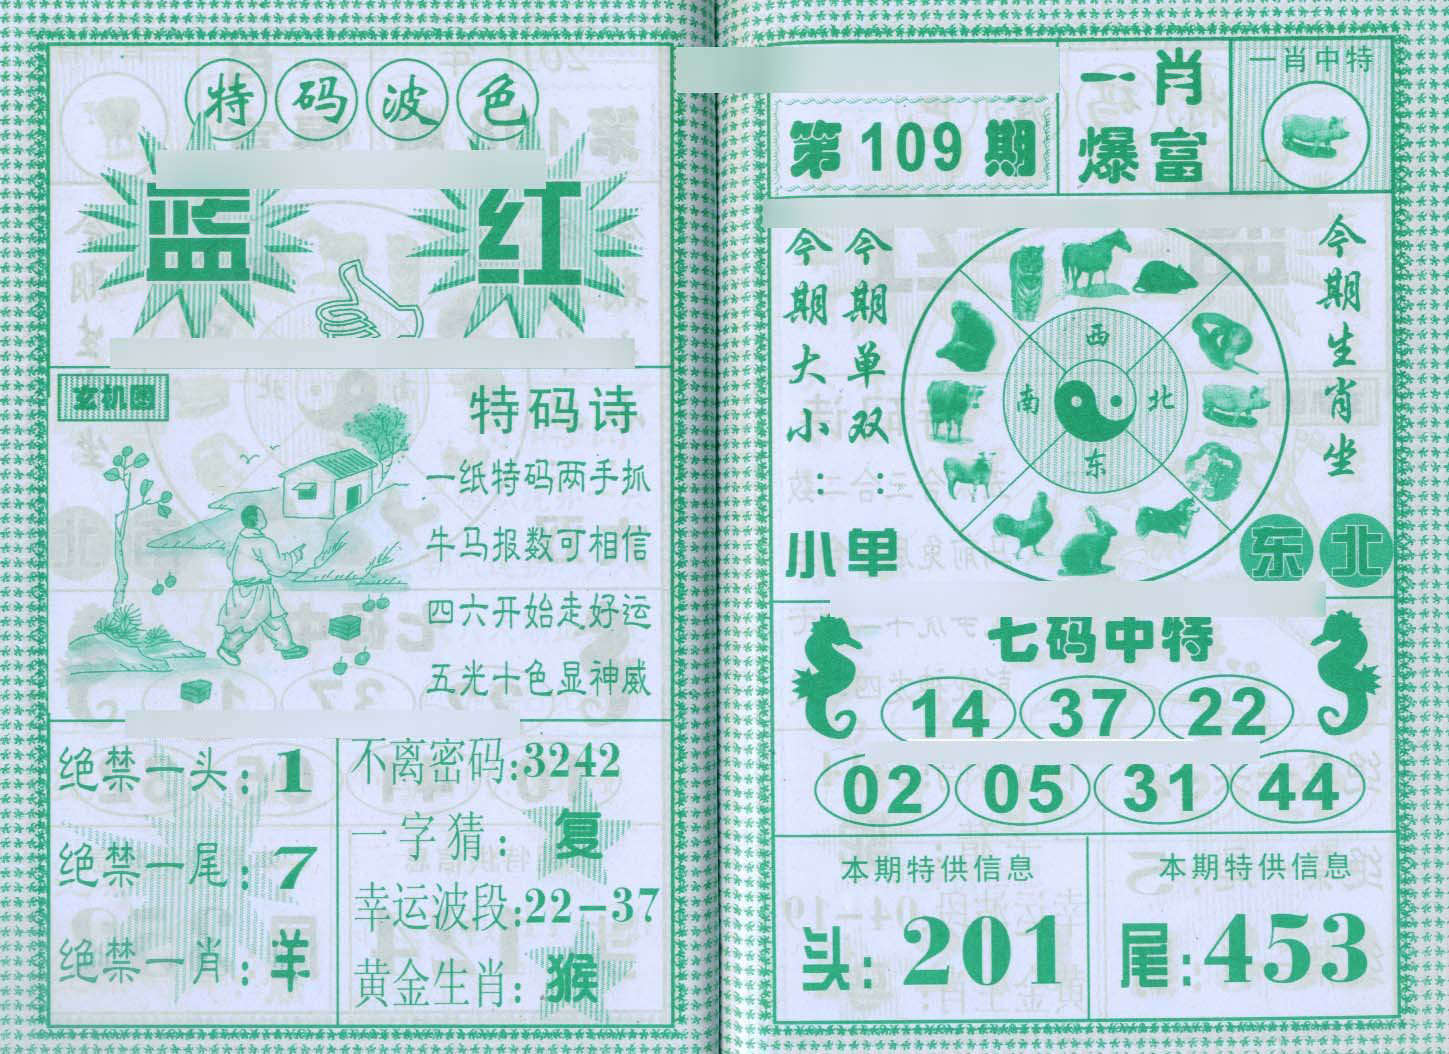 特码波色
蓝 红
玄机图
特码诗
一纸特码两手抓
牛马报数可相信
四六开始走好运
五光十色显神威
绝禁一头:1
绝禁一尾:7
绝禁一肖:羊
不离密码:3242
一字猜:复
幸运波段:22-37
黄金生肖:猴
第109期
一肖
爆富
一肖中特
今期大小:
小
今期单双:
单
西
南
北
东
今期生肖坐
东北
七码中特
14 37 22
02 05 31 44
本期特供信息
头:201
本期特供信息
尾:453